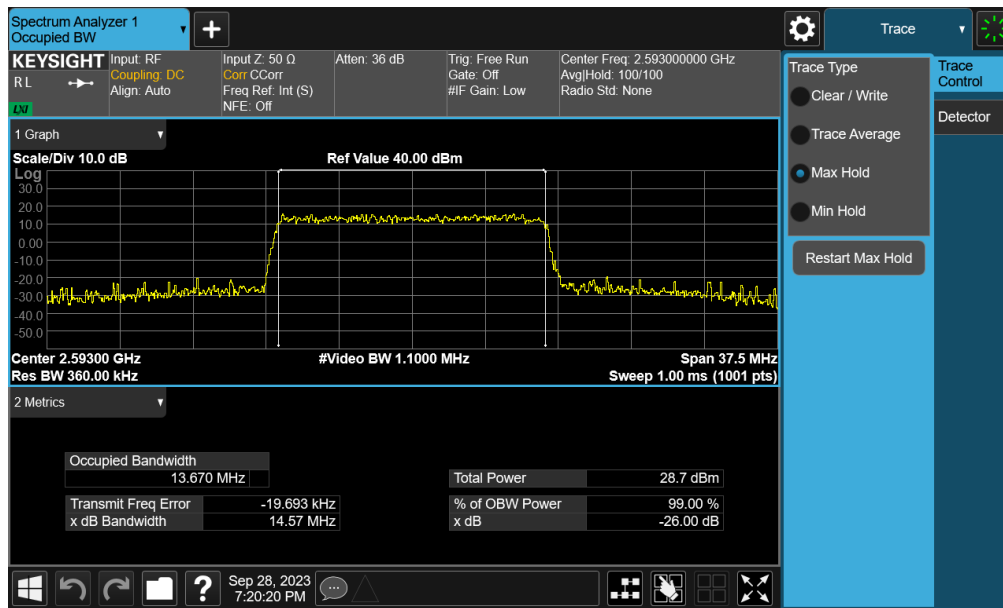 Spectrum Analyzer 1
Occupied BW
+
Trace
KEYSIGHT
RL
LXI
Input: RF
Coupling: DC
Align: Auto
Input Z: 50 Ω
Corr CCorr
Freq Ref: Int (S)
NFE: Off
Atten: 36 dB
Trig: Free Run
Gate: Off
#IF Gain: Low
Center Freq: 2.593000000 GHz
Avg|Hold: 100/100
Radio Std: None
Trace Type
Clear / Write
Trace Average
Max Hold
Min Hold
Restart Max Hold
Trace
Control
Detector
1 Graph
Scale/Div 10.0 dB
Ref Value 40.00 dBm
Log
30.0
20.0
10.0
0.00
-10.0
-20.0
-30.0
-40.0
-50.0
Center 2.59300 GHz
#Video BW 1.1000 MHz
Span 37.5 MHz
Res BW 360.00 kHz
Sweep 1.00 ms (1001 pts)
2 Metrics
Occupied Bandwidth
13.670 MHz
Total Power 28.7 dBm
Transmit Freq Error -19.693 kHz
% of OBW Power 99.00 %
x dB Bandwidth 14.57 MHz
x dB -26.00 dB
?
Sep 28, 2023
7:20:20 PM